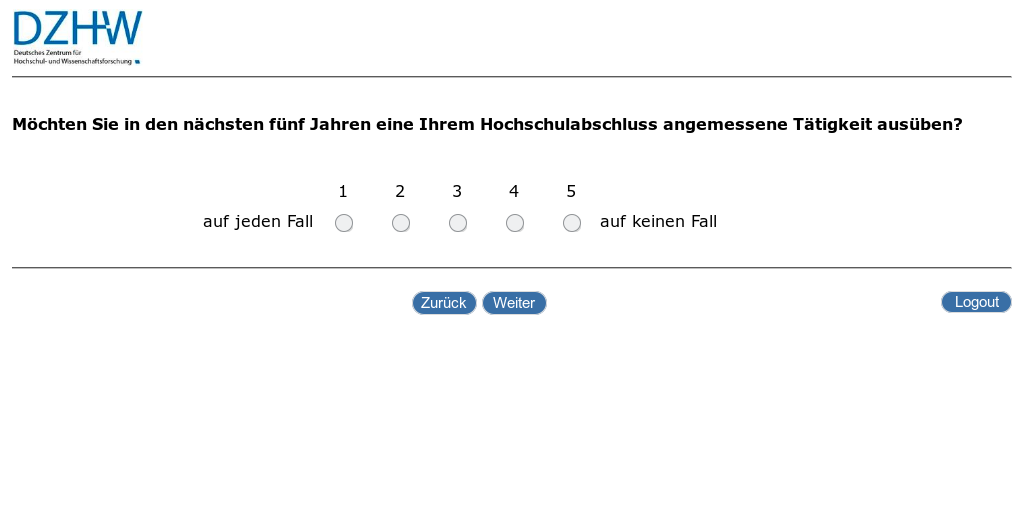 DZHW
Deutsches Zentrum für
Hochschul- und Wissenschaftsforschung
Möchten Sie in den nächsten fünf Jahren eine Ihrem Hochschulabschluss angemessene Tätigkeit ausüben?
1 2 3 4 5
auf jeden Fall auf keinen Fall
Zurück Weiter Logout